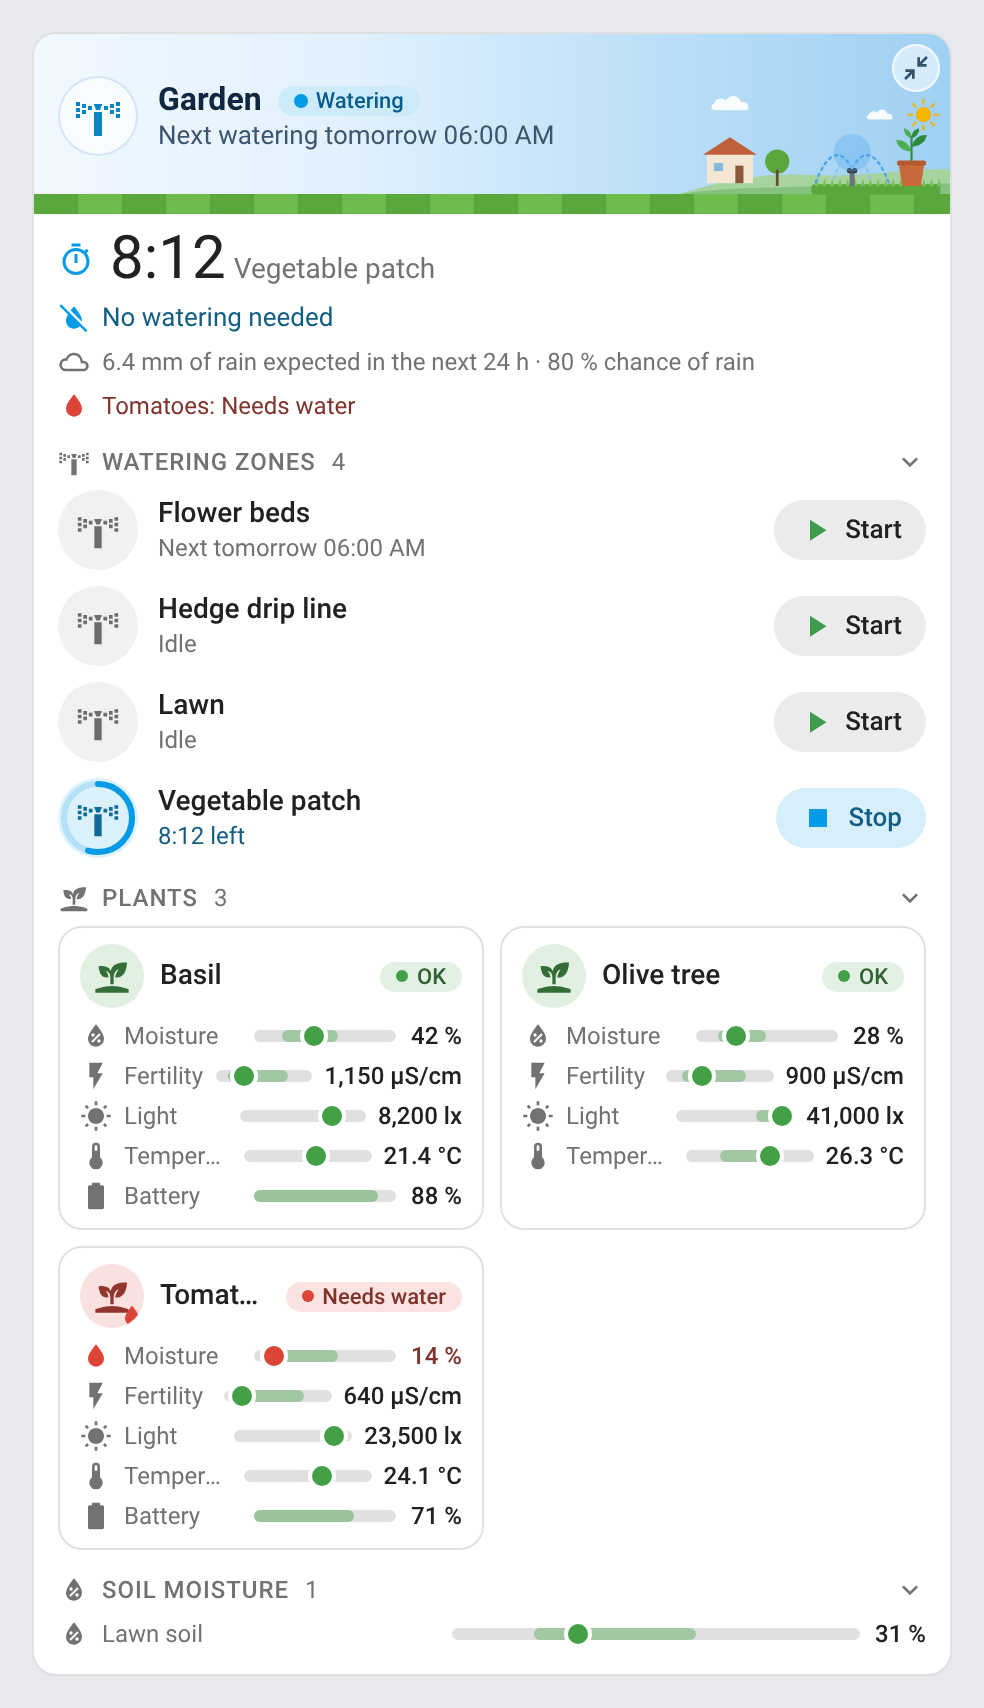 Garden
Watering
Next watering tomorrow 06:00 AM
8:12 Vegetable patch
No watering needed
6.4 mm of rain expected in the next 24 h · 80 % chance of rain
Tomatoes: Needs water
WATERING ZONES 4
Flower beds
Next tomorrow 06:00 AM
Start
Hedge drip line
Idle
Start
Lawn
Idle
Start
Vegetable patch
8:12 left
Stop
PLANTS 3
Basil
OK
Moisture 42 %
Fertility 1,150 µS/cm
Light 8,200 lx
Temper... 21.4 °C
Battery 88 %
Olive tree
OK
Moisture 28 %
Fertility 900 µS/cm
Light 41,000 lx
Temper... 26.3 °C
Tomat...
Needs water
Moisture 14 %
Fertility 640 µS/cm
Light 23,500 lx
Temper... 24.1 °C
Battery 71 %
SOIL MOISTURE 1
Lawn soil 31 %